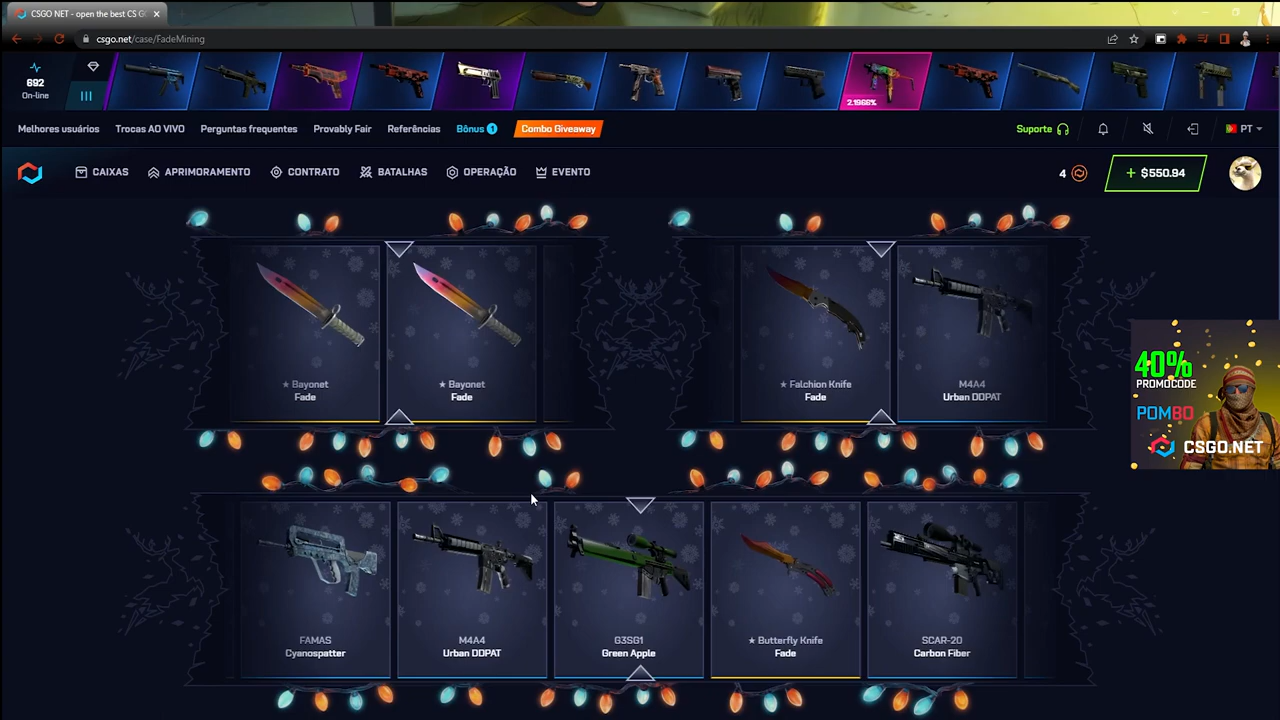 CSGO NET - open the best CS G
csgo.net/case/FadeMining
692
On-line
2.1966%
Melhores usuários
Trocas AO VIVO
Perguntas frequentes
Provably Fair
Referências
Bônus 1
Combo Giveaway
Suporte
PT
CAIXAS
APRIMORAMENTO
CONTRATO
BATALHAS
OPERAÇÃO
EVENTO
4
+ $550.94
★ Bayonet
Fade
★ Bayonet
Fade
★ Falchion Knife
Fade
M4A4
Urban DDPAT
40%
PROMOCODE
POMBO
CSGO.NET
FAMAS
Cyanospatter
M4A4
Urban DDPAT
G3SG1
Green Apple
★ Butterfly Knife
Fade
SCAR-20
Carbon Fiber